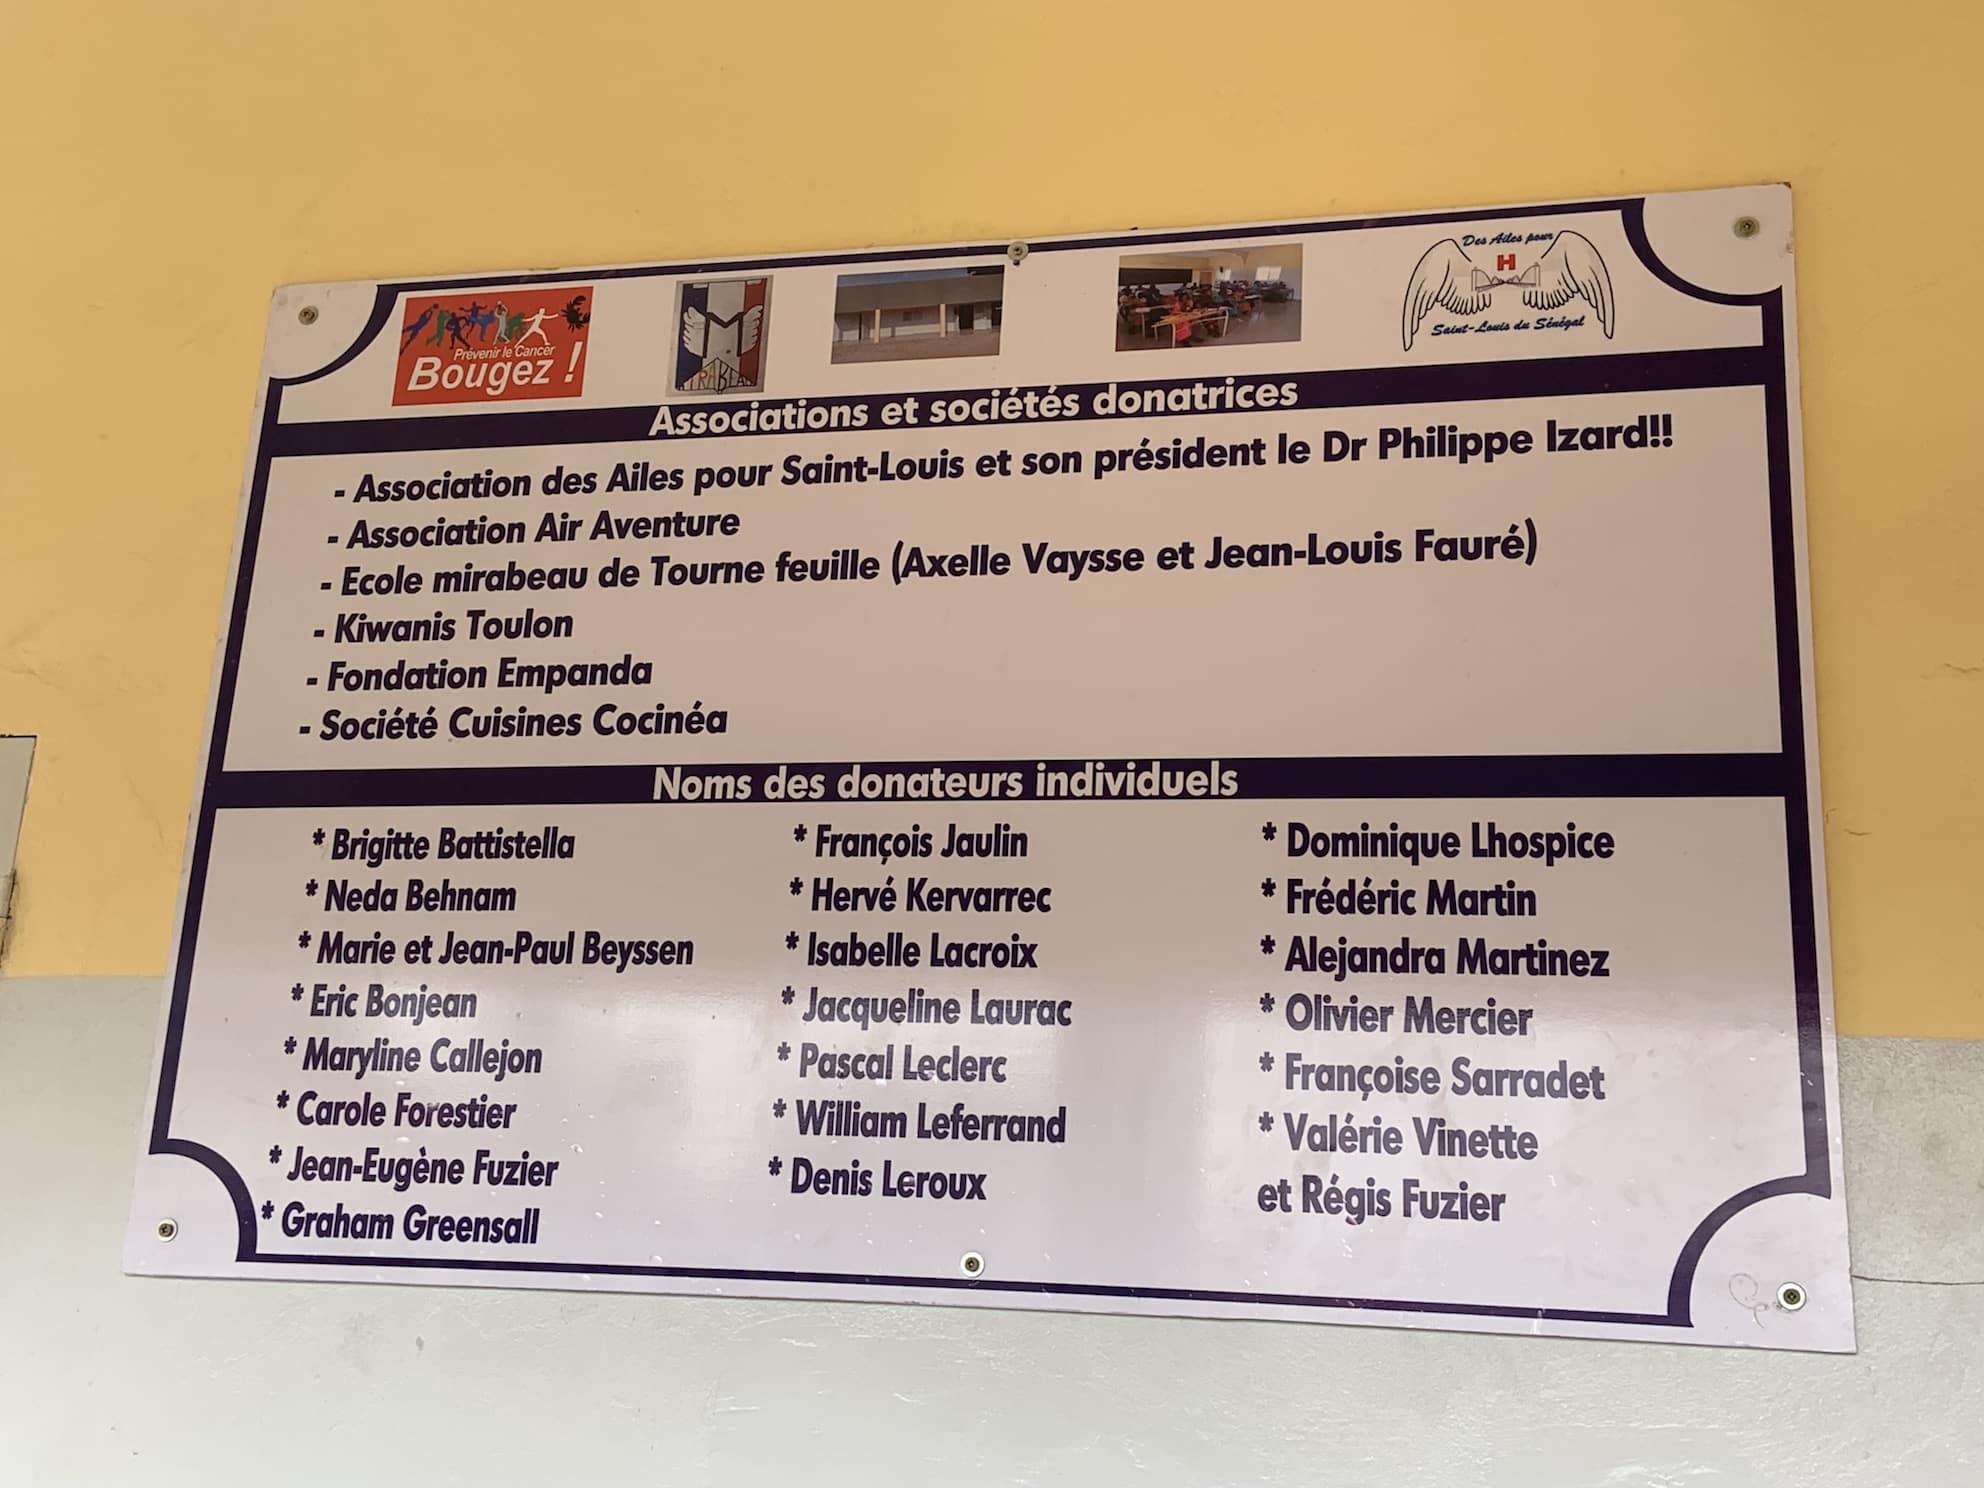 Prévenir le Cancer
Bougez !
MIRABEAU
Des Ailes pour
H
Saint-Louis du Sénégal
Associations et sociétés donatrices
- Association des Ailes pour Saint-Louis et son président le Dr Philippe Izard!!
- Association Air Aventure
- Ecole mirabeau de Tourne feuille (Axelle Vaysse et Jean-Louis Fauré)
- Kiwanis Toulon
- Fondation Empanda
- Société Cuisines Cocinéa
Noms des donateurs individuels
* Brigitte Battistella
* Neda Behnam
* Marie et Jean-Paul Beyssen
* Eric Bonjean
* Maryline Callejon
* Carole Forestier
* Jean-Eugène Fuzier
* Graham Greensall
* François Jaulin
* Hervé Kervarrec
* Isabelle Lacroix
* Jacqueline Laurac
* Pascal Leclerc
* William Leferrand
* Denis Leroux
* Dominique Lhospice
* Frédéric Martin
* Alejandra Martinez
* Olivier Mercier
* Françoise Sarradet
* Valérie Vinette
et Régis Fuzier